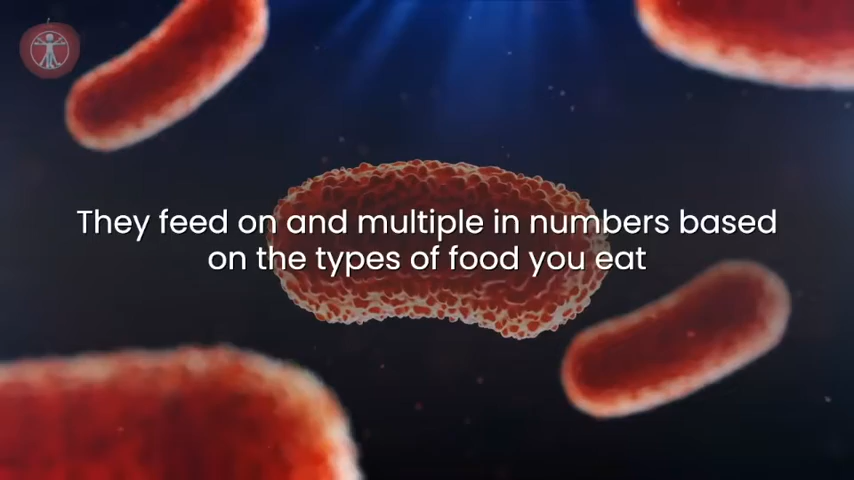 They feed on and multiple in numbers based
on the types of food you eat